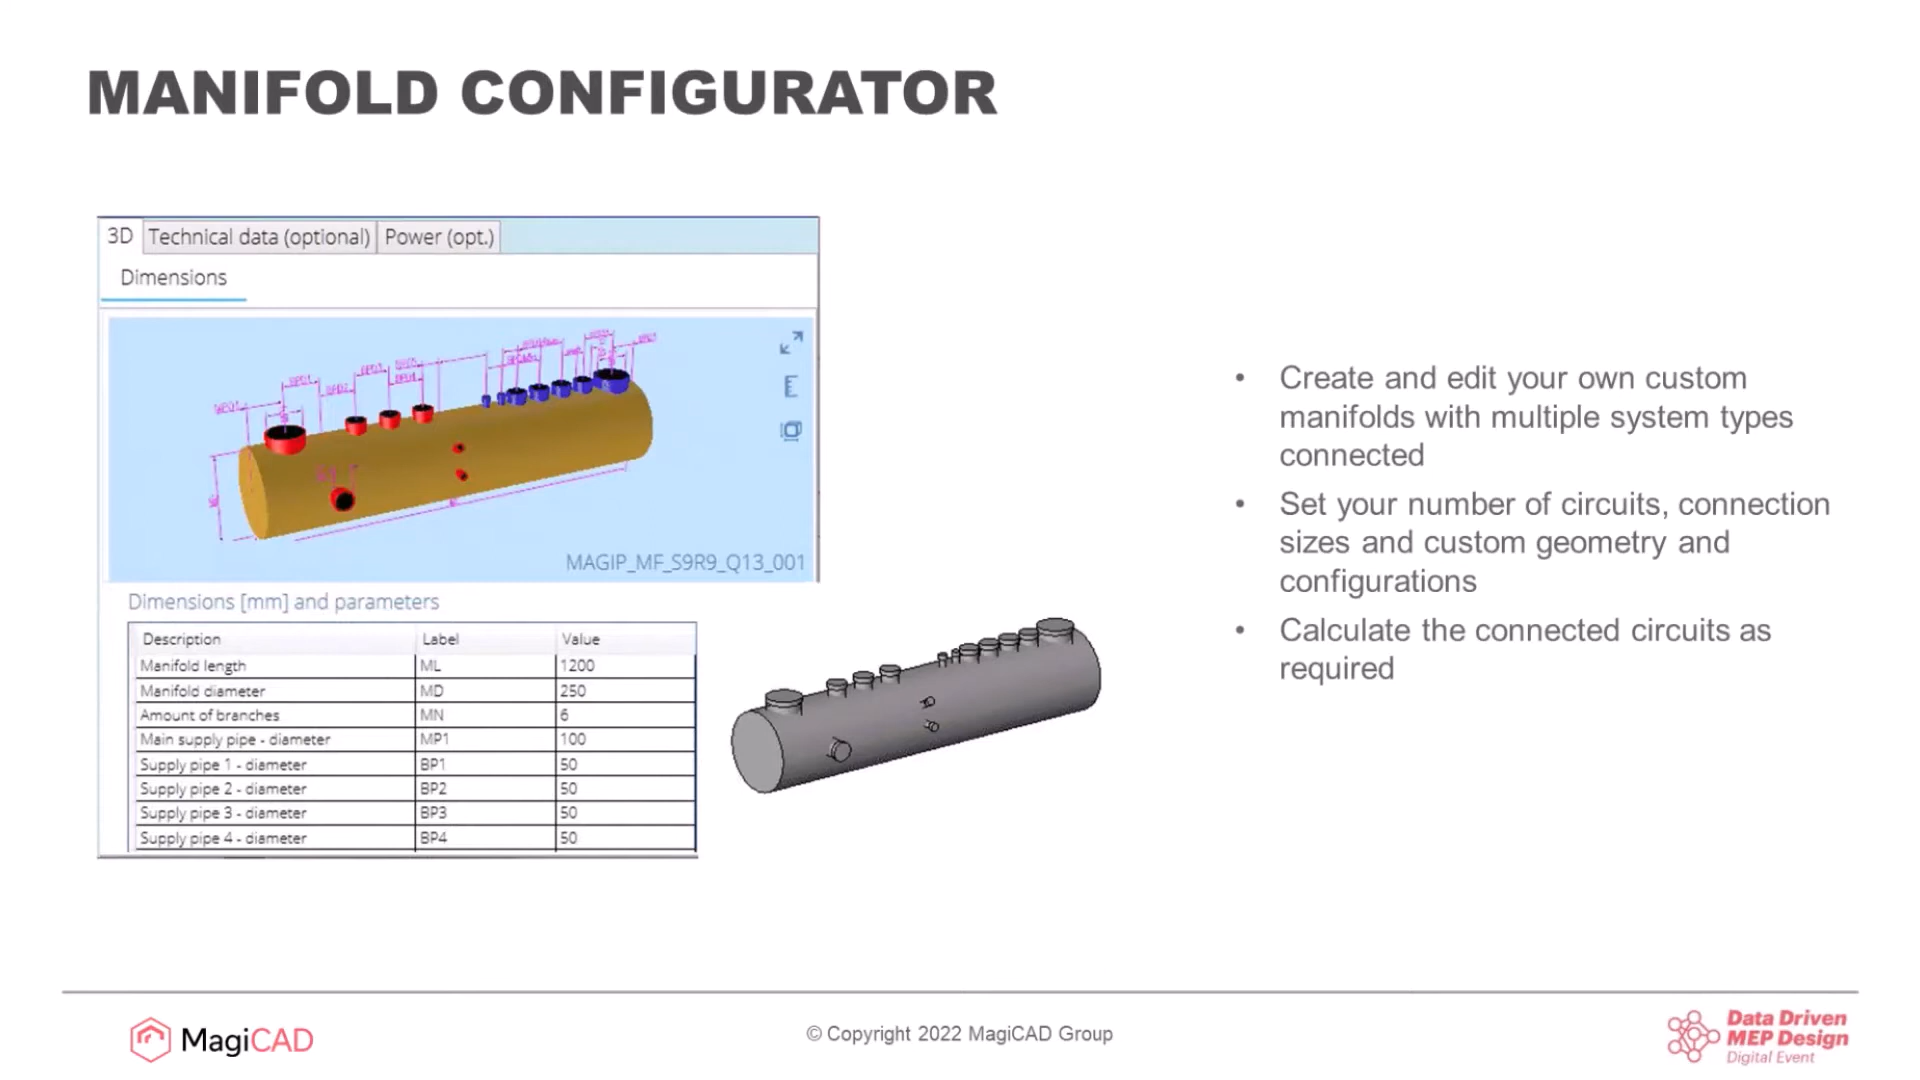 MANIFOLD CONFIGURATOR
3D Technical data (optional) Power (opt.)
Dimensions
MAGIP_MF_S9R9_Q13_001
Dimensions [mm] and parameters
Description Label Value
Manifold length ML 1200
Manifold diameter MD 250
Amount of branches MN 6
Main supply pipe - diameter MP1 100
Supply pipe 1 - diameter BP1 50
Supply pipe 2 - diameter BP2 50
Supply pipe 3 - diameter BP3 50
Supply pipe 4 - diameter BP4 50
• Create and edit your own custom
manifolds with multiple system types
connected
• Set your number of circuits, connection
sizes and custom geometry and
configurations
• Calculate the connected circuits as
required
MagiCAD
© Copyright 2022 MagiCAD Group
Data Driven
MEP Design
Digital Event